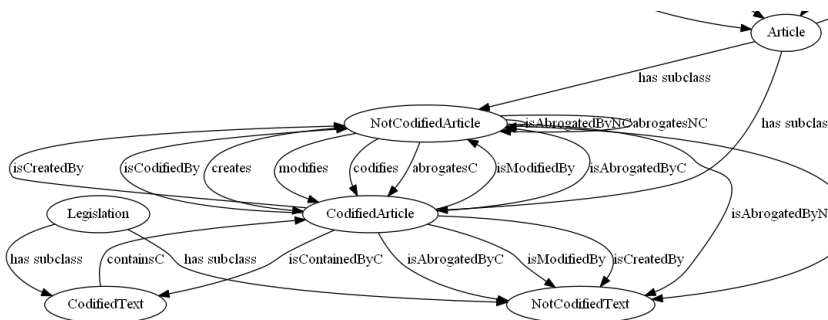 Article
has subclass
NotCodifiedArticle
isAbrogatedByNC
abrogatesNC
has subclass
isCreatedBy
isCodifiedBy
creates
modifies
codifies
abrogatesC
isModifiedBy
isAbrogatedByC
Legislation
CodifiedArticle
isAbrogatedByN
has subclass
containsC
has subclass
isContainedByC
isAbrogatedByC
isModifiedBy
isCreatedBy
CodifiedText
NotCodifiedText